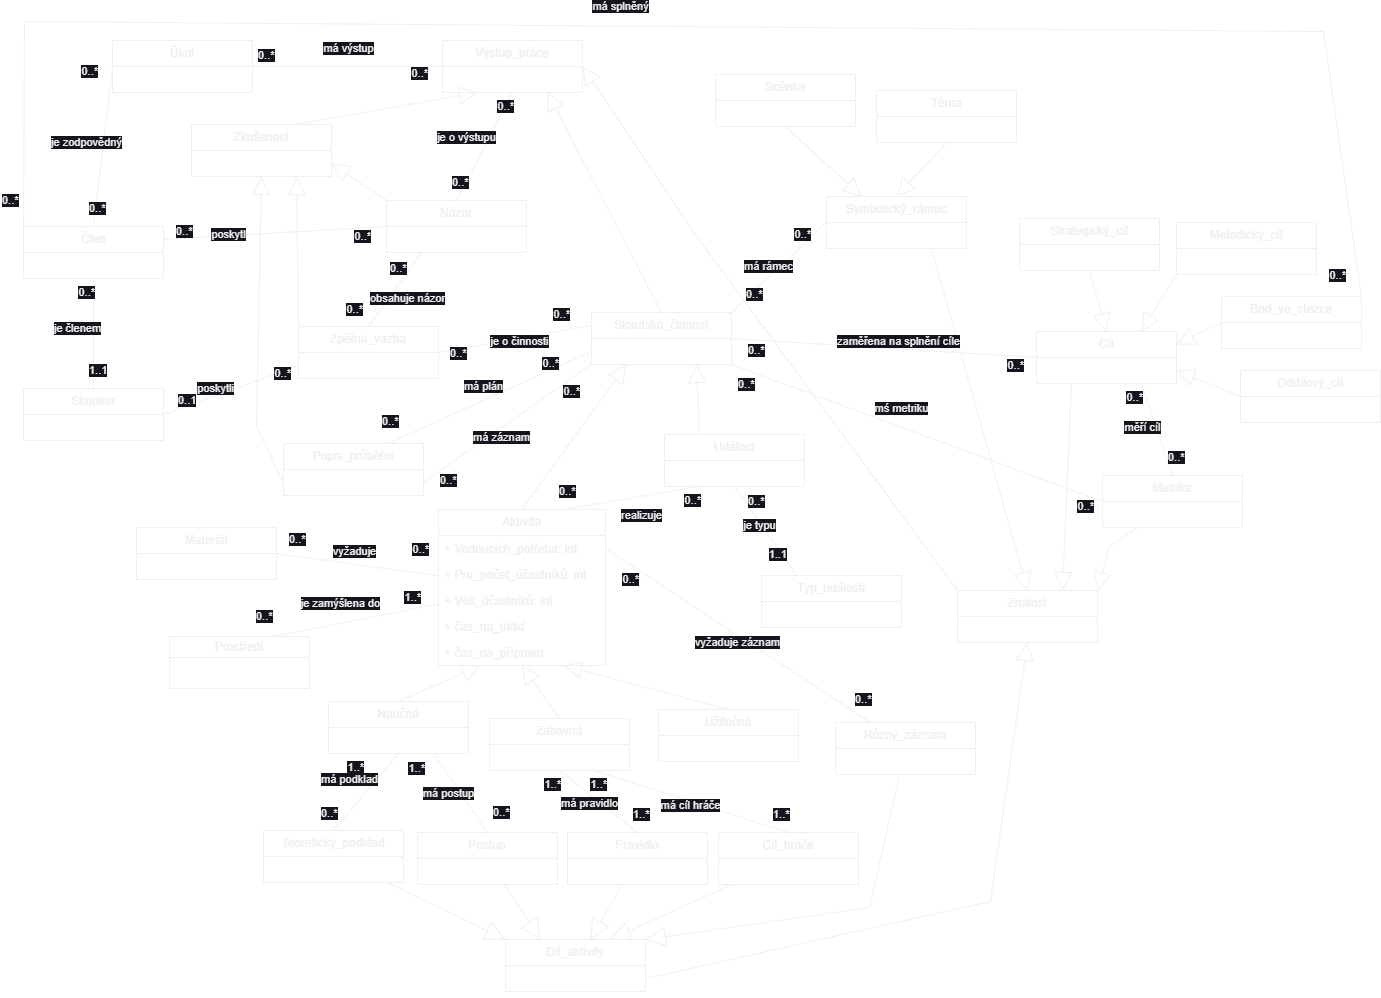 má splněný
Úkol
0..*
má výstup
Výstup_práce
0..*
0..*
Scénka
Téma
0..*
Zkušenost
je zodpovědný
je o výstupu
0..*
0..*
0..*
Názor
Symbolický_rámec
Člen
0..*
poskytl
0..*
0..*
Strategický_cíl
Metodický_cíl
má rámec
0..*
0..*
0..*
obsahuje názor
0..*
0..*
0..*
Bod_ve_stezce
je členem
Zpětná_vazba
0..*
Skautská_činnost
je o činnosti
zaměřena na splnění cíle
Cíl
0..*
0..*
0..*
0..*
1..1
0..*
má plán
poskytli
0..1
Skupina
0..*
0..*
Oddílový_cíl
0..*
mš metriku
0..*
měří cíl
má záznam
Událost
Popis_průběhu
0..*
0..*
Metrika
0..*
0..*
0..*
0..*
realizuje
je typu
Aktivita
+ Vedoucích_potřeba: int
+ Pro_počet_účastníků: int
+ Věk_účastníků: int
+ čas_na_úklid
+ čas_na_přípravu
Materiál
0..*
vyžaduje
0..*
1..1
Typ_události
0..*
je zamýšlena do
1..*
0..*
Znalost
Prostředí
vyžaduje záznam
0..*
Naučná
Zábavná
Užitečná
Různý_záznam
1..*
má podklad
1..*
má postup
1..*
má pravidlo
1..*
má cíl hráče
0..*
0..*
1..*
1..*
Teoretický_podklad
Postup
Pravidlo
Cíl_hráče
Díl_aktivity